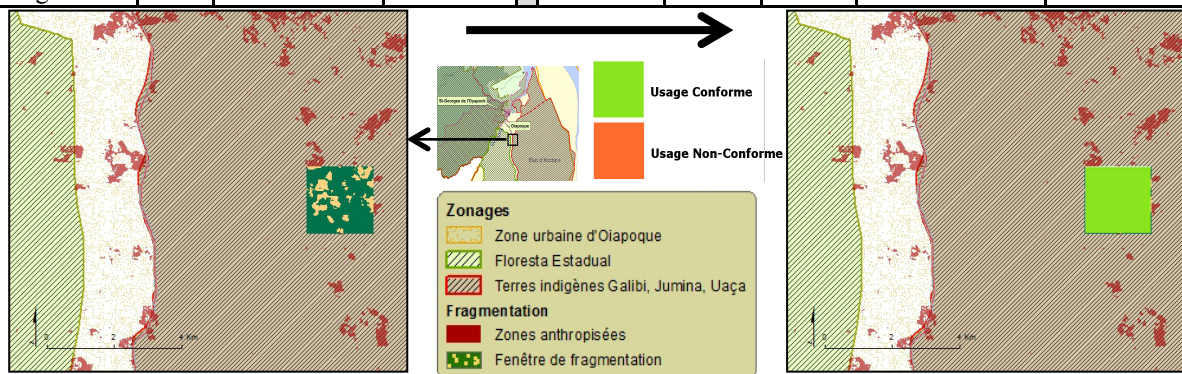 St-Georges de l'Oyapock
Oiapoque
Usage Conforme
Usage Non-Conforme
Zonages
Zone urbaine d'Oiapoque
Floresta Estadual
Terres indigènes Galibi, Jumina, Uaça
Fragmentation
Zones anthropisées
Fenêtre de fragmentation
0 2 4 Km
0 2 4 Km